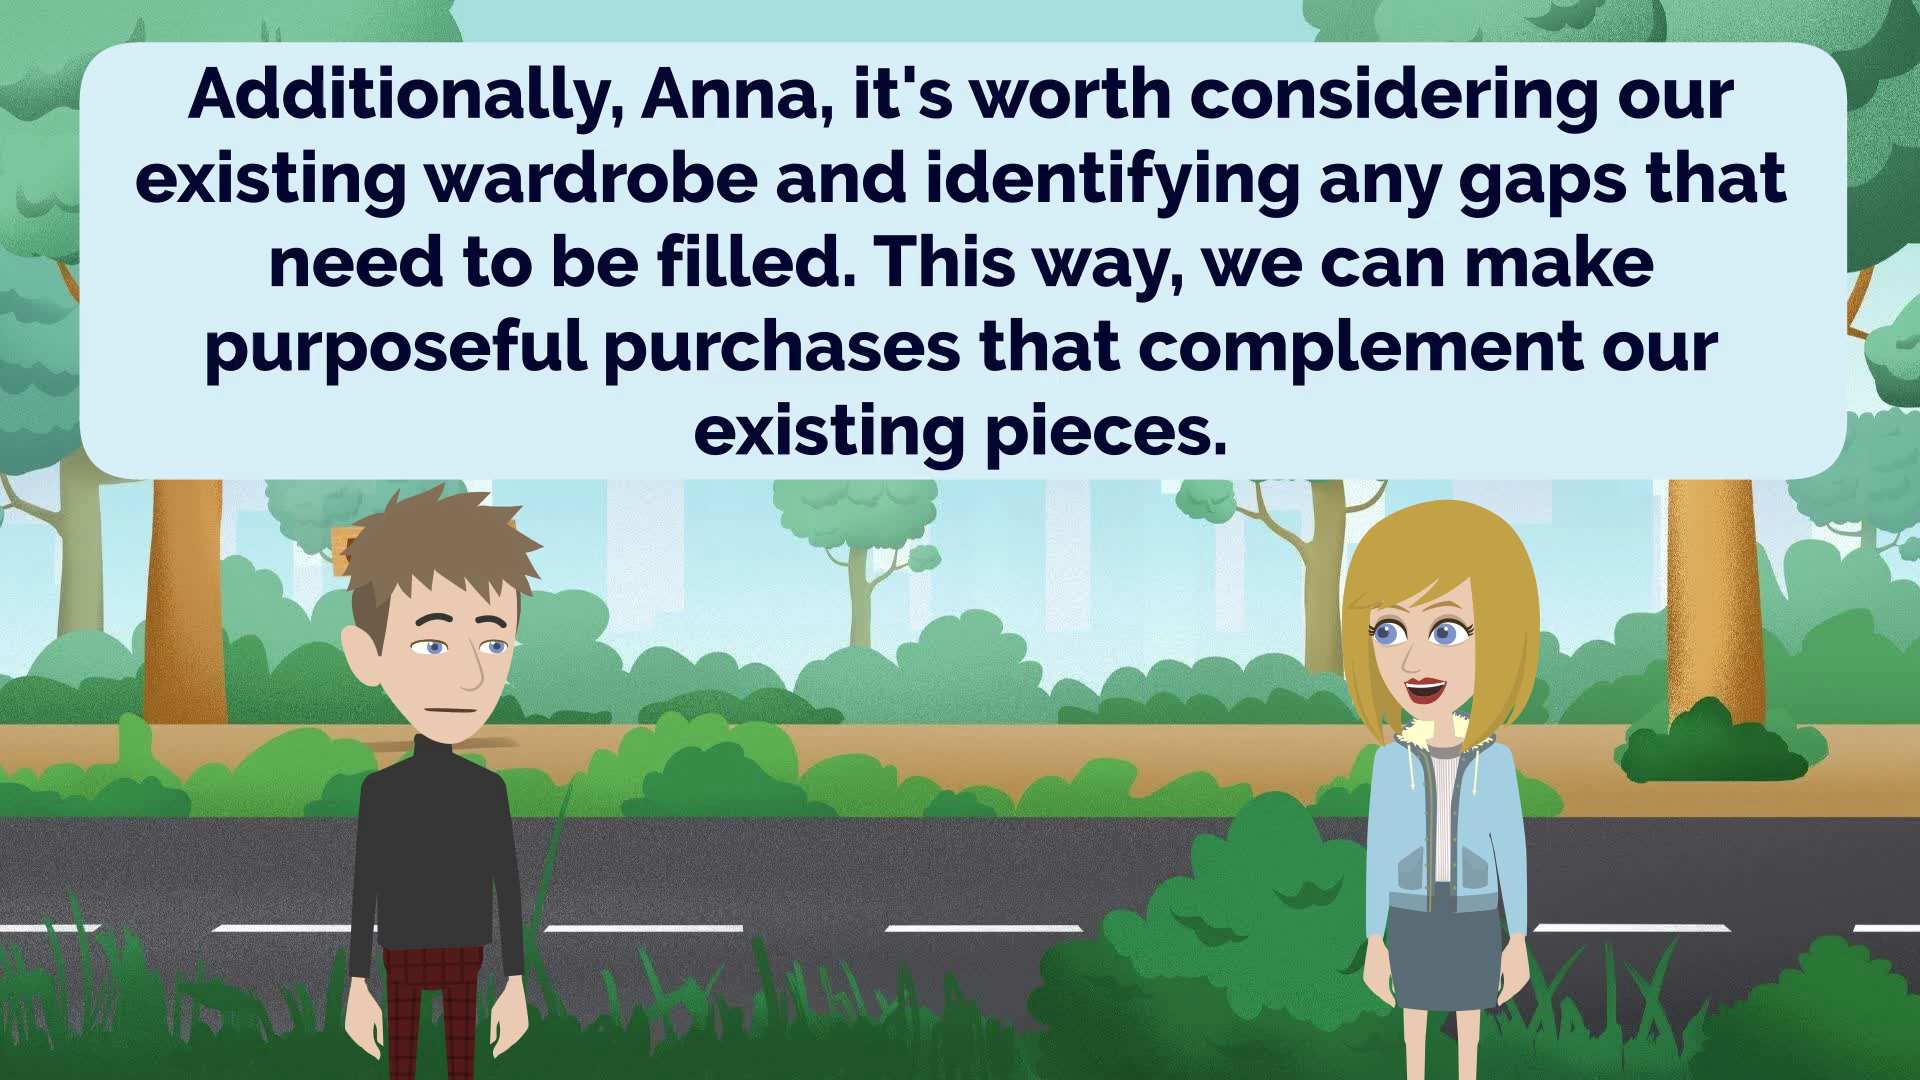 Additionally, Anna, it's worth considering our
existing wardrobe and identifying any gaps that
need to be filled. This way, we can make
purposeful purchases that complement our
existing pieces.